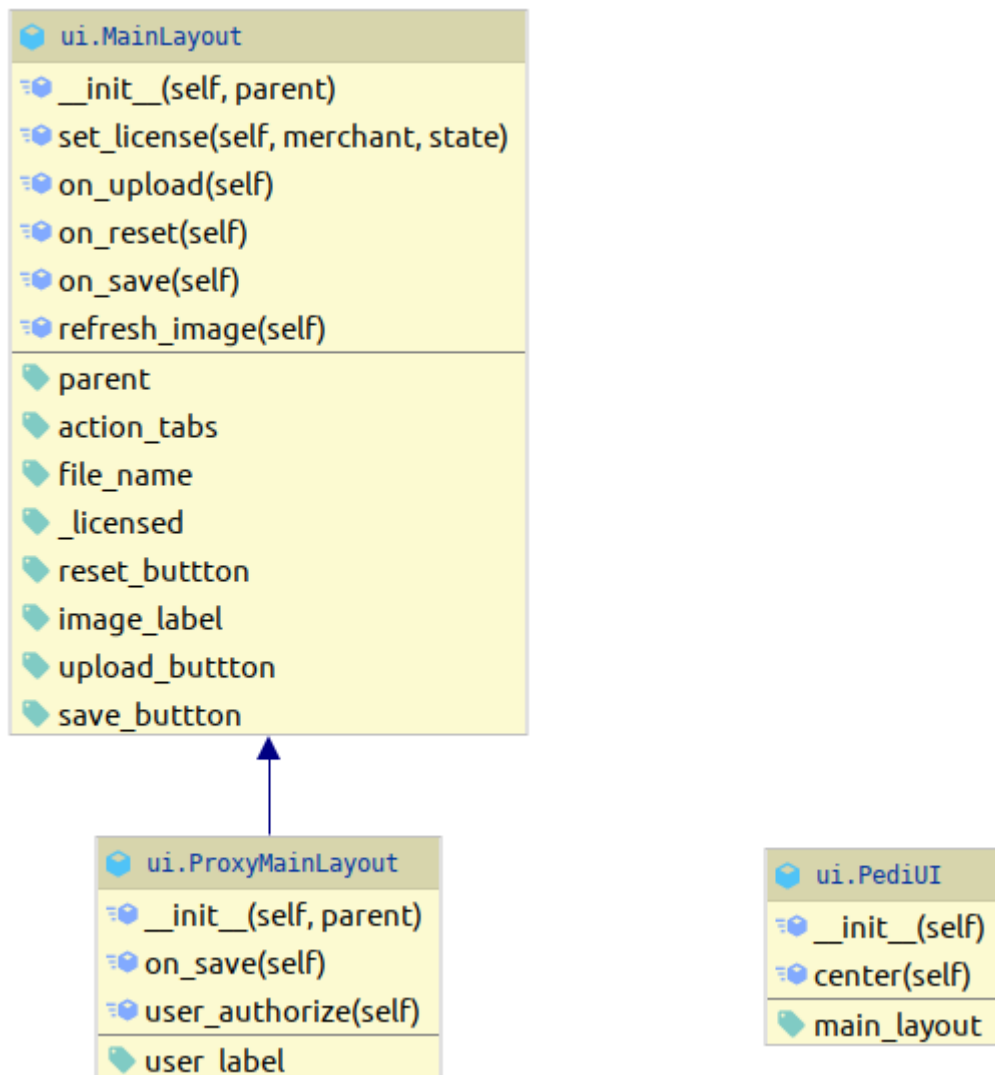 ui.MainLayout
__init__(self, parent)
set_license(self, merchant, state)
on_upload(self)
on_reset(self)
on_save(self)
refresh_image(self)
parent
action_tabs
file_name
_licensed
reset_buttton
image_label
upload_buttton
save_buttton
ui.ProxyMainLayout
__init__(self, parent)
on_save(self)
user_authorize(self)
user_label
ui.PediUI
__init__(self)
center(self)
main_layout